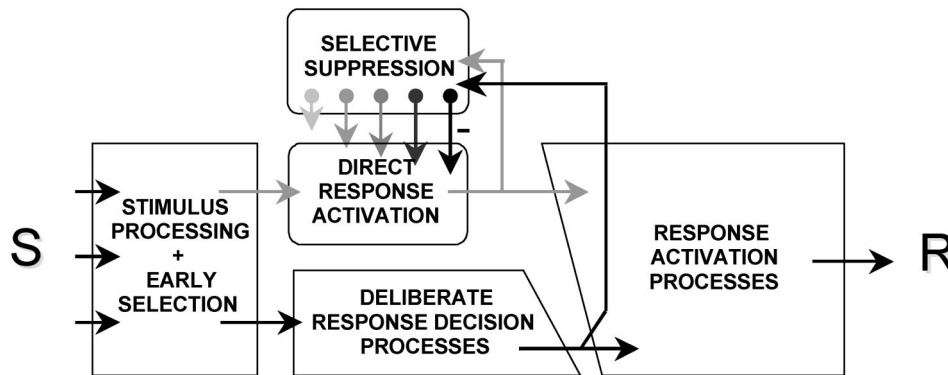 S
STIMULUS
PROCESSING
+
EARLY
SELECTION
SELECTIVE
SUPPRESSION
-
DIRECT
RESPONSE
ACTIVATION
DELIBERATE
RESPONSE DECISION
PROCESSES
RESPONSE
ACTIVATION
PROCESSES
R